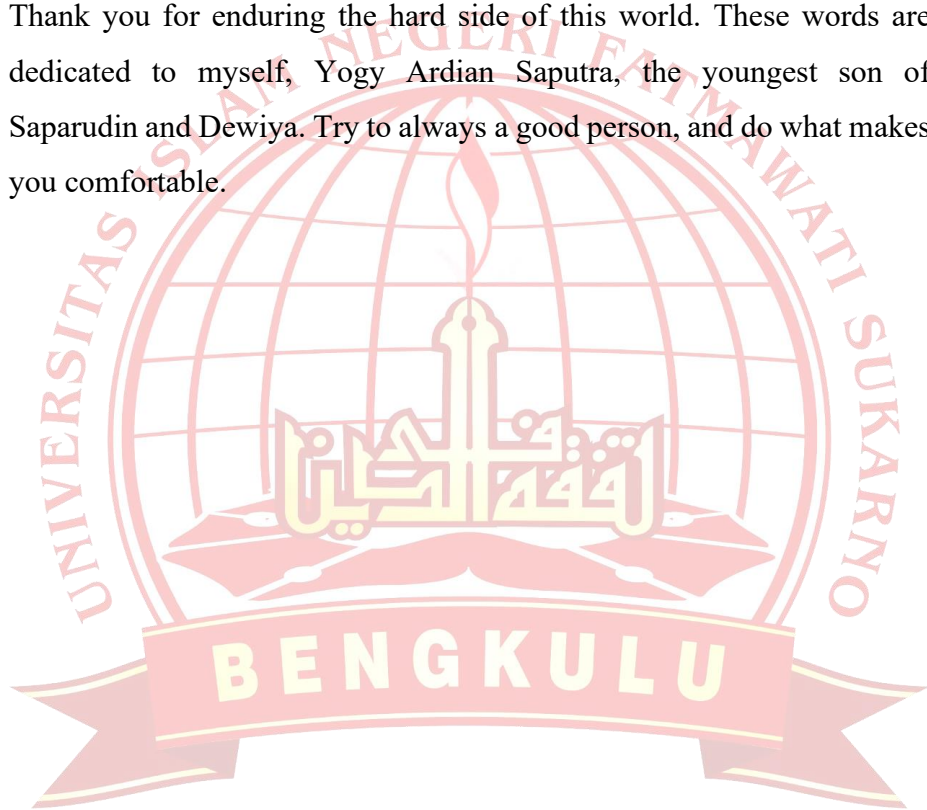 Thank you for enduring the hard side of this world. These words are
dedicated to myself, Yogy Ardian Saputra, the youngest son of
Saparudin and Dewiya. Try to always a good person, and do what makes
you comfortable.
UNIVERSITAS ISLAM NEGERI FATMAWATI SUKARNO
BENGKULU